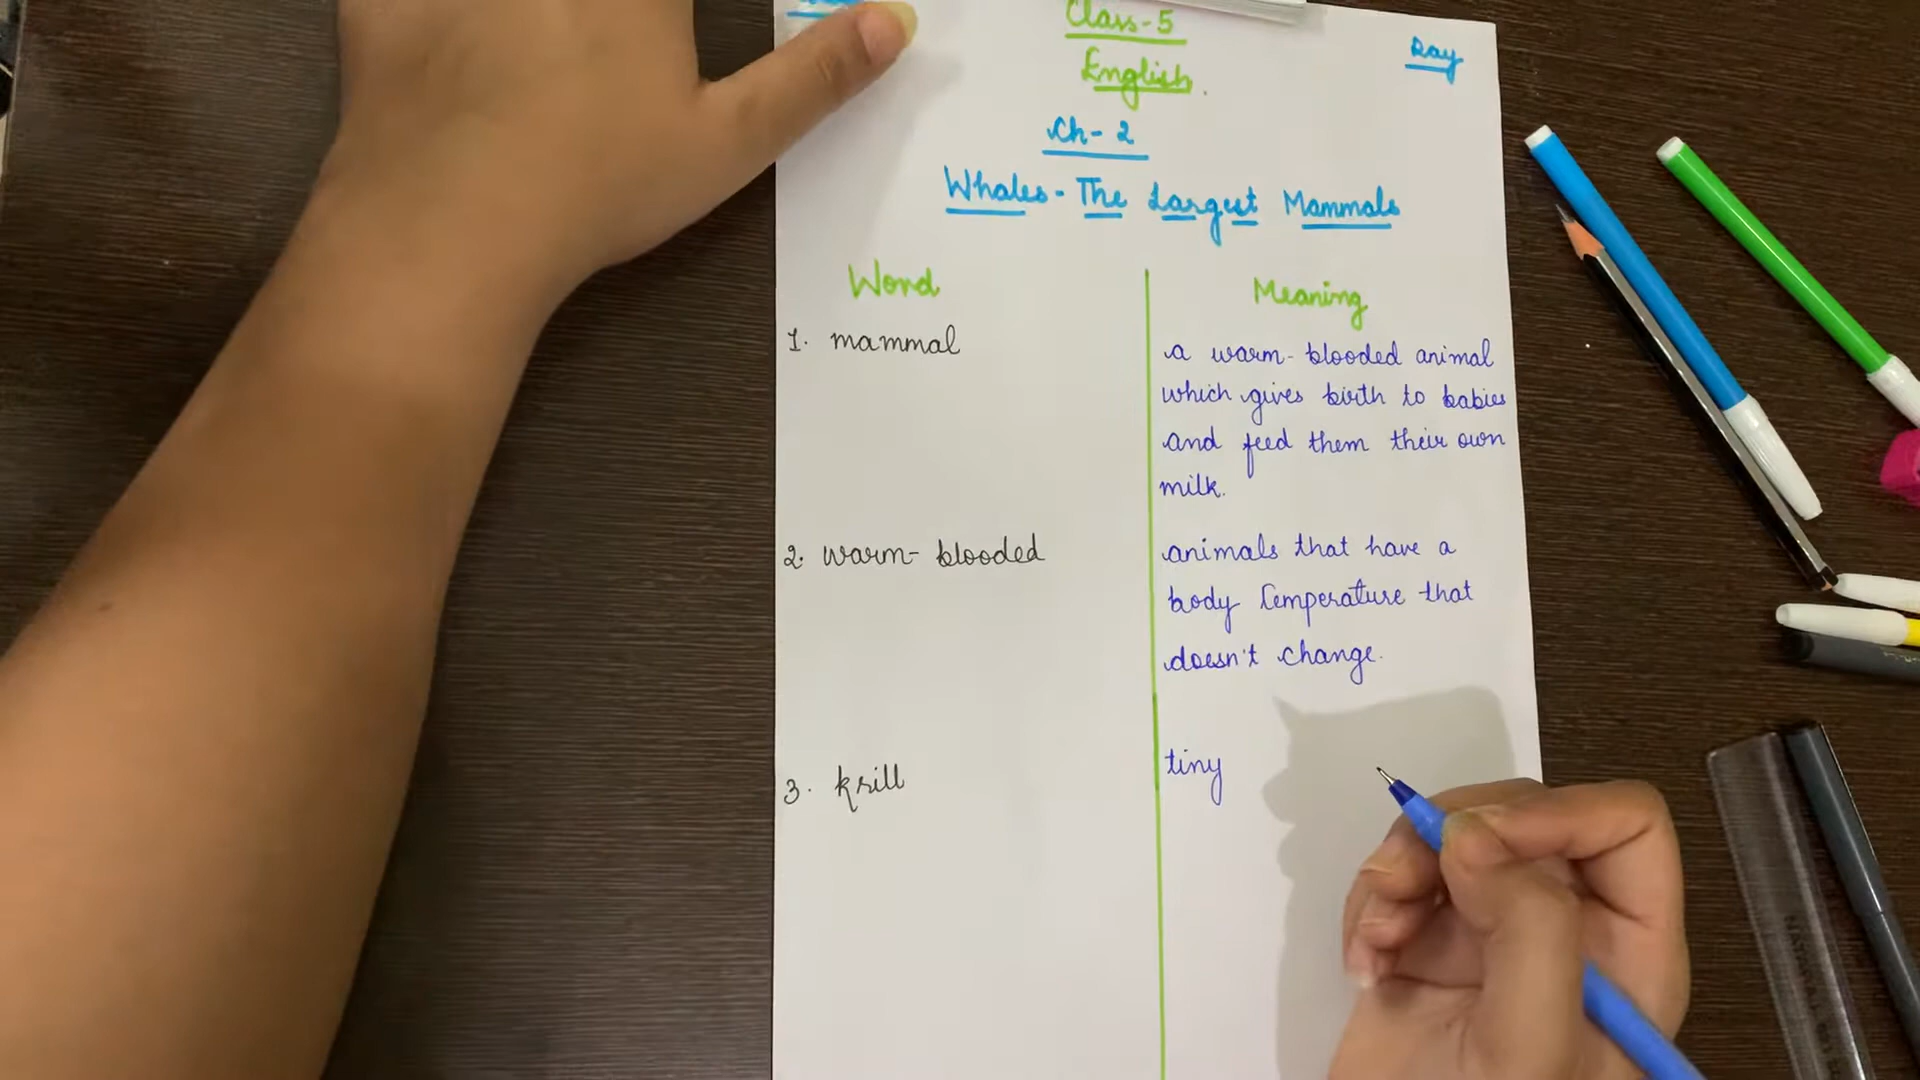 Class-5
Day
English.
Ch- 2
Whales- The Largest Mammals
Word
Meaning
1. mammal
a warm-blooded animal
which gives birth to babies
and feed them their own
milk.
2. warm-blooded
animals that have a
body temperature that
doesn't change.
3. krill
tiny